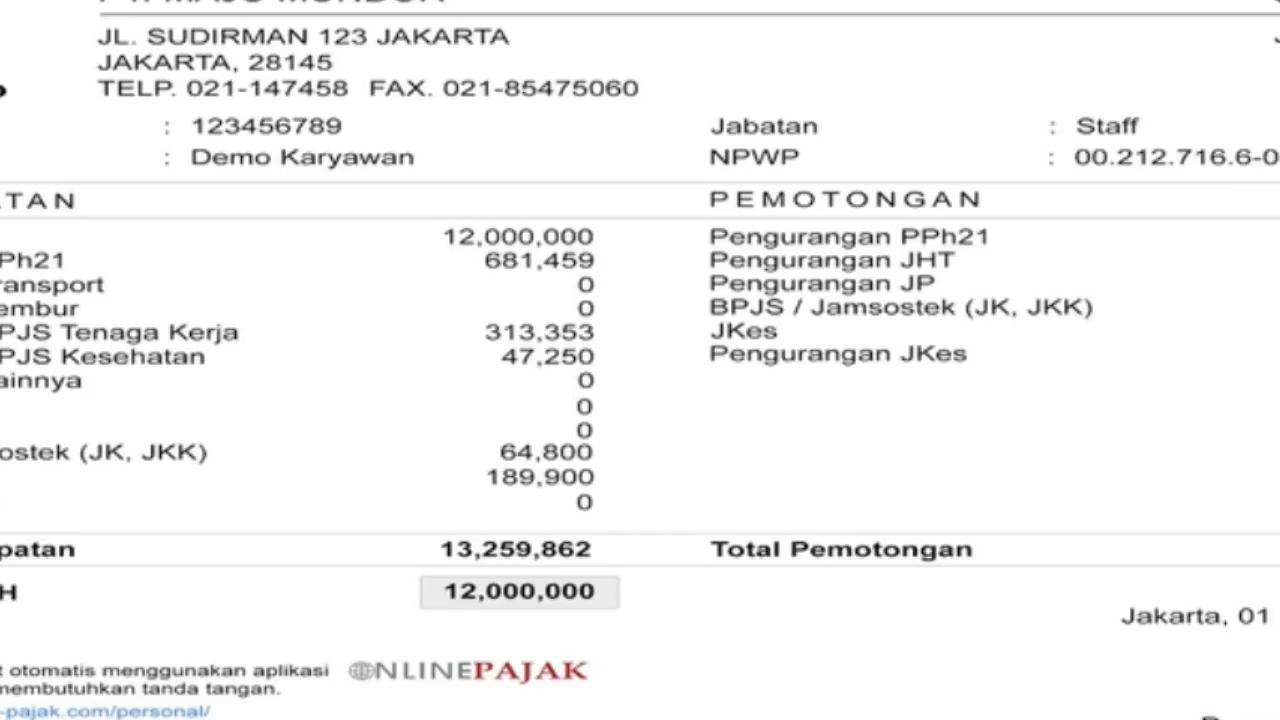 JL. SUDIRMAN 123 JAKARTA
JAKARTA, 28145
TELP. 021-147458 FAX. 021-85475060
: 123456789 Jabatan : Staff
: Demo Karyawan NPWP : 00.212.716.6-0
TAN PEMOTONGAN
12,000,000 Pengurangan PPh21
Ph21 681,459 Pengurangan JHT
ransport 0 Pengurangan JP
embur 0 BPJS / Jamsostek (JK, JKK)
PJS Tenaga Kerja 313,353 JKes
PJS Kesehatan 47,250 Pengurangan JKes
ainnya 0
0
0
ostek (JK, JKK) 64,800
189,900
0
patan 13,259,862 Total Pemotongan
H 12,000,000
Jakarta, 01
t otomatis menggunakan aplikasi ONLINEPAJAK
membutuhkan tanda tangan.
-pajak.com/personal/